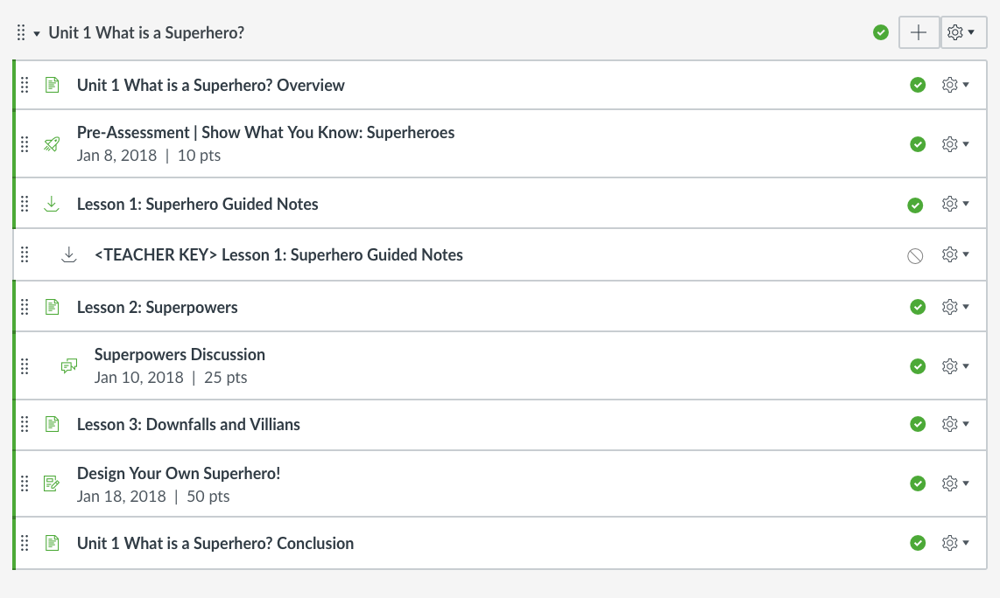 Unit 1 What is a Superhero?
Unit 1 What is a Superhero? Overview
Pre-Assessment | Show What You Know: Superheroes
Jan 8, 2018 | 10 pts
Lesson 1: Superhero Guided Notes
<TEACHER KEY> Lesson 1: Superhero Guided Notes
Lesson 2: Superpowers
Superpowers Discussion
Jan 10, 2018 | 25 pts
Lesson 3: Downfalls and Villians
Design Your Own Superhero!
Jan 18, 2018 | 50 pts
Unit 1 What is a Superhero? Conclusion